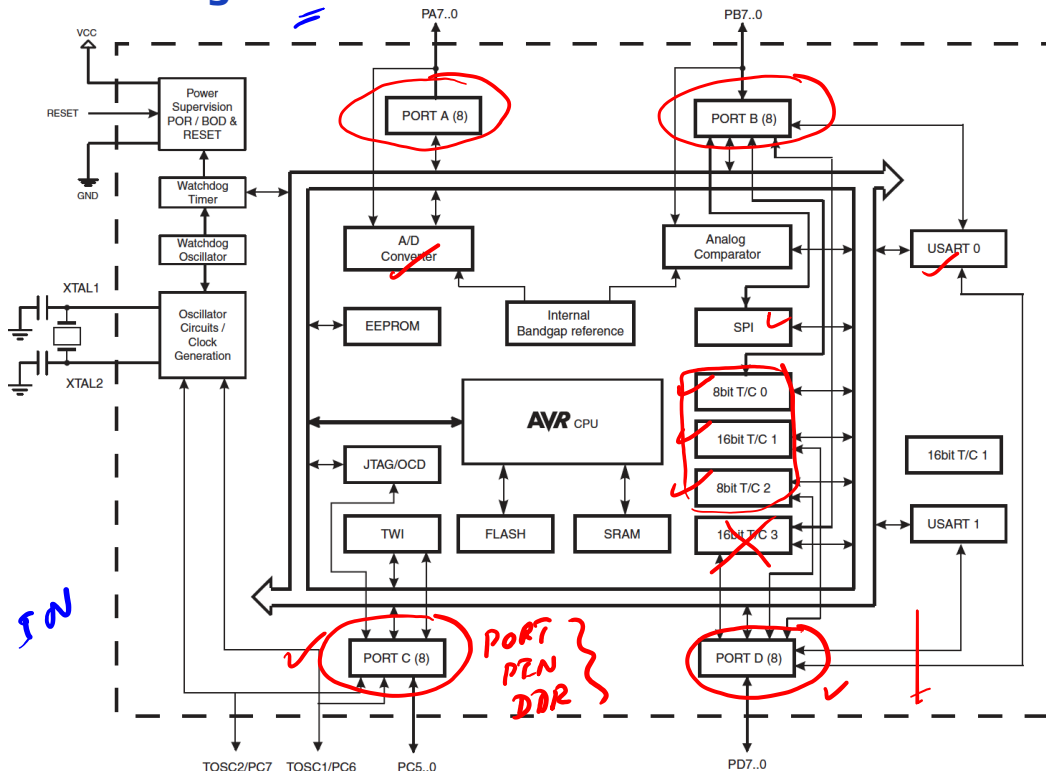 PA7..0
PB7..0
VCC
RESET
GND
Power
Supervision
POR / BOD &
RESET
PORT A (8)
PORT B (8)
Watchdog
Timer
Watchdog
Oscillator
A/D
Converter
Analog
Comparator
USART 0
XTAL1
XTAL2
Oscillator
Circuits /
Clock
Generation
EEPROM
Internal
Bandgap reference
SPI
8bit T/C 0
AVR CPU
16bit T/C 1
16bit T/C 1
JTAG/OCD
8bit T/C 2
TWI
FLASH
SRAM
16bit T/C 3
USART 1
PORT C (8)
PORT
PIN
DDR
PORT D (8)
TOSC2/PC7
TOSC1/PC6
PC5..0
PD7..0